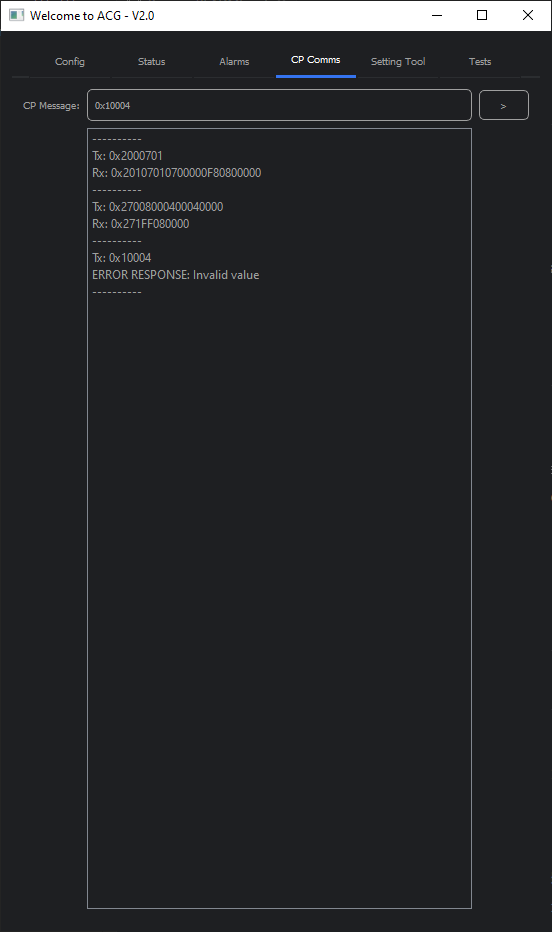 Welcome to ACG - V2.0
Config Status Alarms CP Comms Setting Tool Tests
CP Message: 0x10004 >
----------
Tx: 0x2000701
Rx: 0x20107010700000F80800000
----------
Tx: 0x27008000400040000
Rx: 0x271FF080000
----------
Tx: 0x10004
ERROR RESPONSE: Invalid value
----------